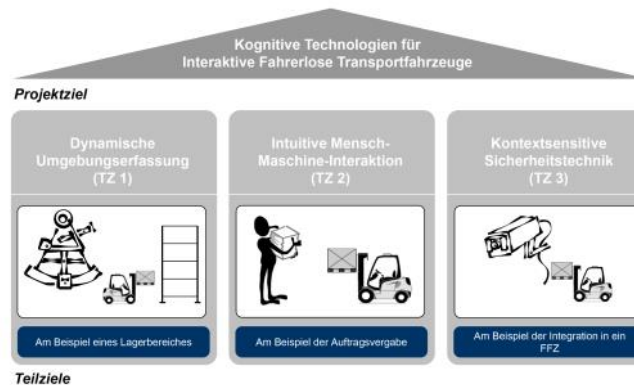 Kognitive Technologien für
Interaktive Fahrerlose Transportfahrzeuge
Projektziel
Dynamische
Umgebungserfassung
(TZ 1)
Intuitive Mensch-
Maschine-Interaktion
(TZ 2)
Kontextsensitive
Sicherheitstechnik
(TZ 3)
Am Beispiel eines Lagerbereiches
Am Beispiel der Auftragsvergabe
Am Beispiel der Integration in ein
FFZ
Teilziele